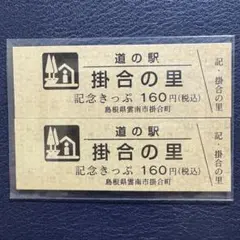 道の駅
掛合の里
記念きっぷ 160円(税込)
島根県雲南市掛合町
記・掛合の里
道の駅
掛合の里
記念きっぷ 160円(税込)
島根県雲南市掛合町
記・掛合の里